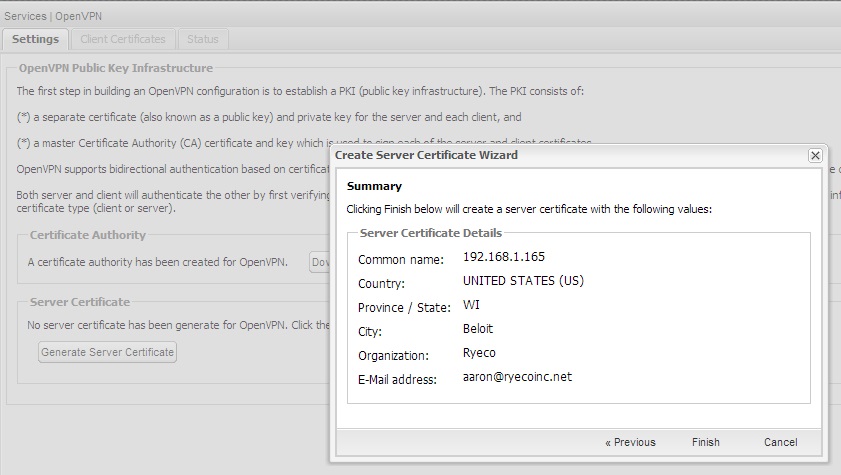 Services | OpenVPN
Settings
Client Certificates
Status
OpenVPN Public Key Infrastructure
The first step in building an OpenVPN configuration is to establish a PKI (public key infrastructure). The PKI consists of:
(*) a separate certificate (also known as a public key) and private key for the server and each client, and
(*) a master Certificate Authority (CA) certificate and key which is used to sign each of the server and client certificates.
OpenVPN supports bidirectional authentication based on certificat
Both server and client will authenticate the other by first verifying
certificate type (client or server).
Certificate Authority
A certificate authority has been created for OpenVPN.
Dov
Server Certificate
No server certificate has been generate for OpenVPN. Click the
Generate Server Certificate
Create Server Certificate Wizard
Summary
Clicking Finish below will create a server certificate with the following values:
Server Certificate Details
Common name: 192.168.1.165
Country: UNITED STATES (US)
Province / State: WI
City: Beloit
Organization: Ryeco
E-Mail address: aaron@ryecoinc.net
« Previous
Finish
Cancel